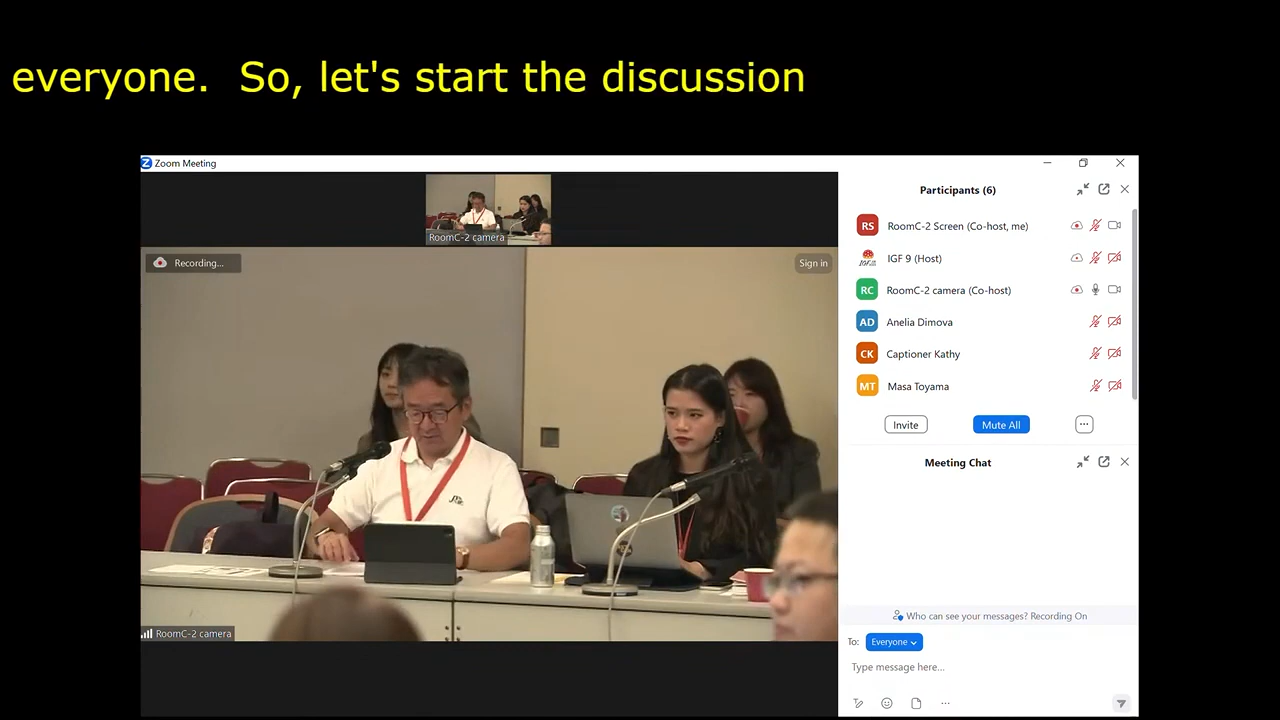 everyone.  So, let's start the discussion
Zoom Meeting
RoomC-2 camera
Recording...
Sign in
RoomC-2 camera
Participants (6)
RS RoomC-2 Screen (Co-host, me)
IGF 9 (Host)
RC RoomC-2 camera (Co-host)
AD Anelia Dimova
CK Captioner Kathy
MT Masa Toyama
Invite Mute All
Meeting Chat
Who can see your messages? Recording On
To: Everyone
Type message here...